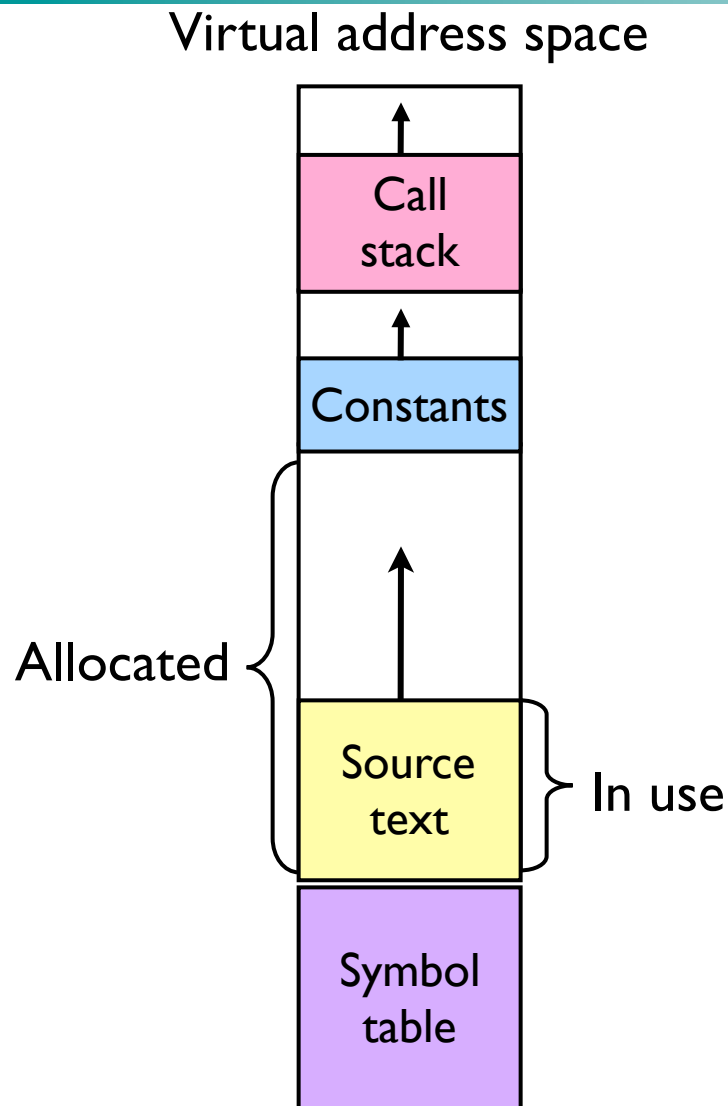 Virtual address space
Call
stack
Constants
Allocated
Source
text
In use
Symbol
table